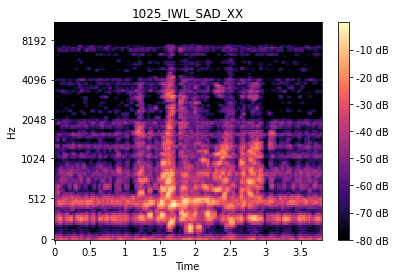 1025_IWL_SAD_XX
8192
4096
2048
1024
512
0
Hz
0 0.5 1 1.5 2 2.5 3 3.5
Time
-10 dB
-20 dB
-30 dB
-40 dB
-50 dB
-60 dB
-70 dB
-80 dB